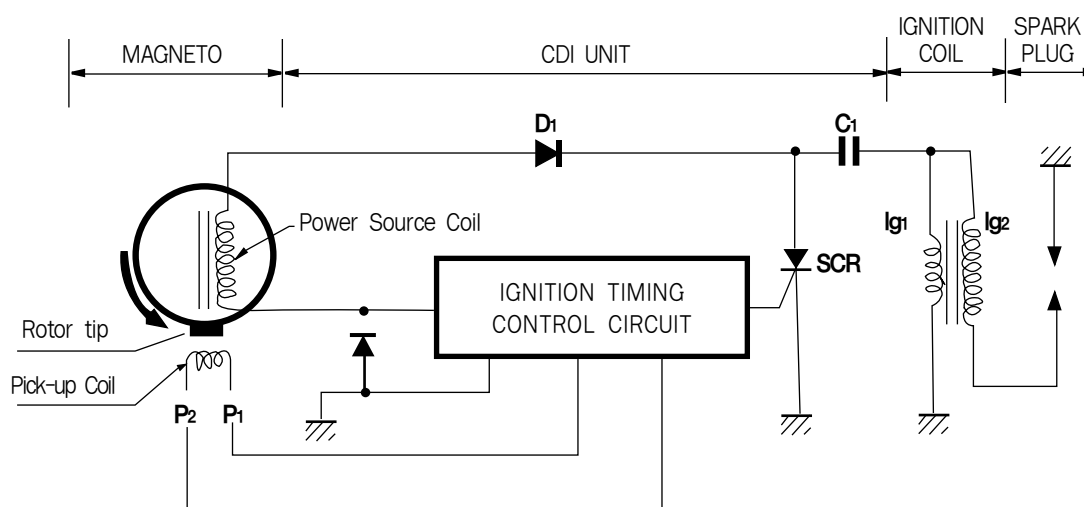 MAGNETO
CDI UNIT
IGNITION
COIL
SPARK
PLUG
D1
C1
Power Source Coil
Ig1
Ig2
SCR
IGNITION TIMING
CONTROL CIRCUIT
Rotor tip
Pick-up Coil
P2
P1